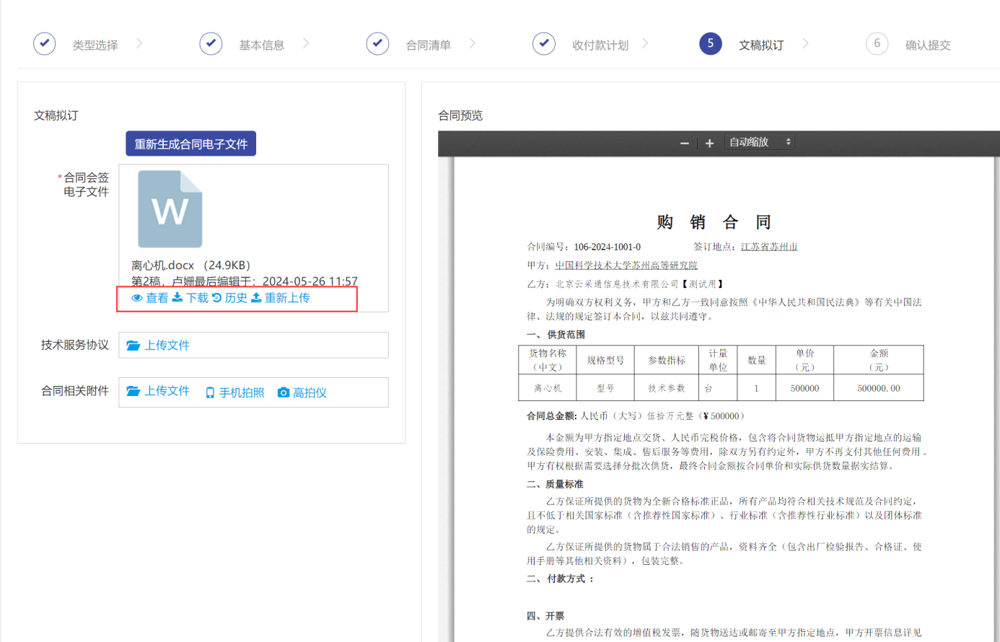 类型选择
基本信息
合同清单
收付款计划
5 文稿拟订
6 确认提交
文稿拟订
重新生成合同电子文件
*合同会签
电子文件
W
离心机.docx （24.9KB）
第2稿，卢姗最后编辑于：2024-05-26 11:57
查看 下载 历史 重新上传
技术服务协议 上传文件
合同相关附件 上传文件 手机拍照 高拍仪
合同预览
自动缩放
购 销 合 同
合同编号：106-2024-1001-0 签订地点：江苏省苏州市
甲方：中国科学技术大学苏州高等研究院
乙方：北京云采通信息技术有限公司【测试用】
为明确双方权利义务，甲方和乙方一致同意按照《中华人民共和国民法典》等有关中国法
律、法规的规定签订本合同，以兹共同遵守。
一、供货范围
货物名称（中文） 规格型号 参数指标 计量单位 数量 单价（元） 金额（元）
离心机 型号 技术参数 台 1 500000 500000.00
合同总金额：人民币（大写）伍拾万元整（¥500000）
本金额为甲方指定地点交货、人民币完税价格，包含将合同货物运抵甲方指定地点的运输
及保险费用、安装、集成、售后服务等费用，除双方另有约定外，甲方不再支付其他任何费用。
甲方有权根据需要选择分批次供货，最终合同金额按合同单价和实际供货数量据实结算。
二、质量标准
乙方保证所提供的货物为全新合格标准正品，所有产品均符合相关技术规范及合同约定，
且不低于相关国家标准（含推荐性国家标准）、行业标准（含推荐性行业标准）以及团体标准
的规定。
乙方保证所提供的货物属于合法销售的产品，资料齐全（包含出厂检验报告、合格证、使
用手册等其他相关资料），包装完整。
二、付款方式：
四、开票
乙方提供合法有效的增值税发票，随货物送达或邮寄至甲方指定地点，甲方开票信息详见